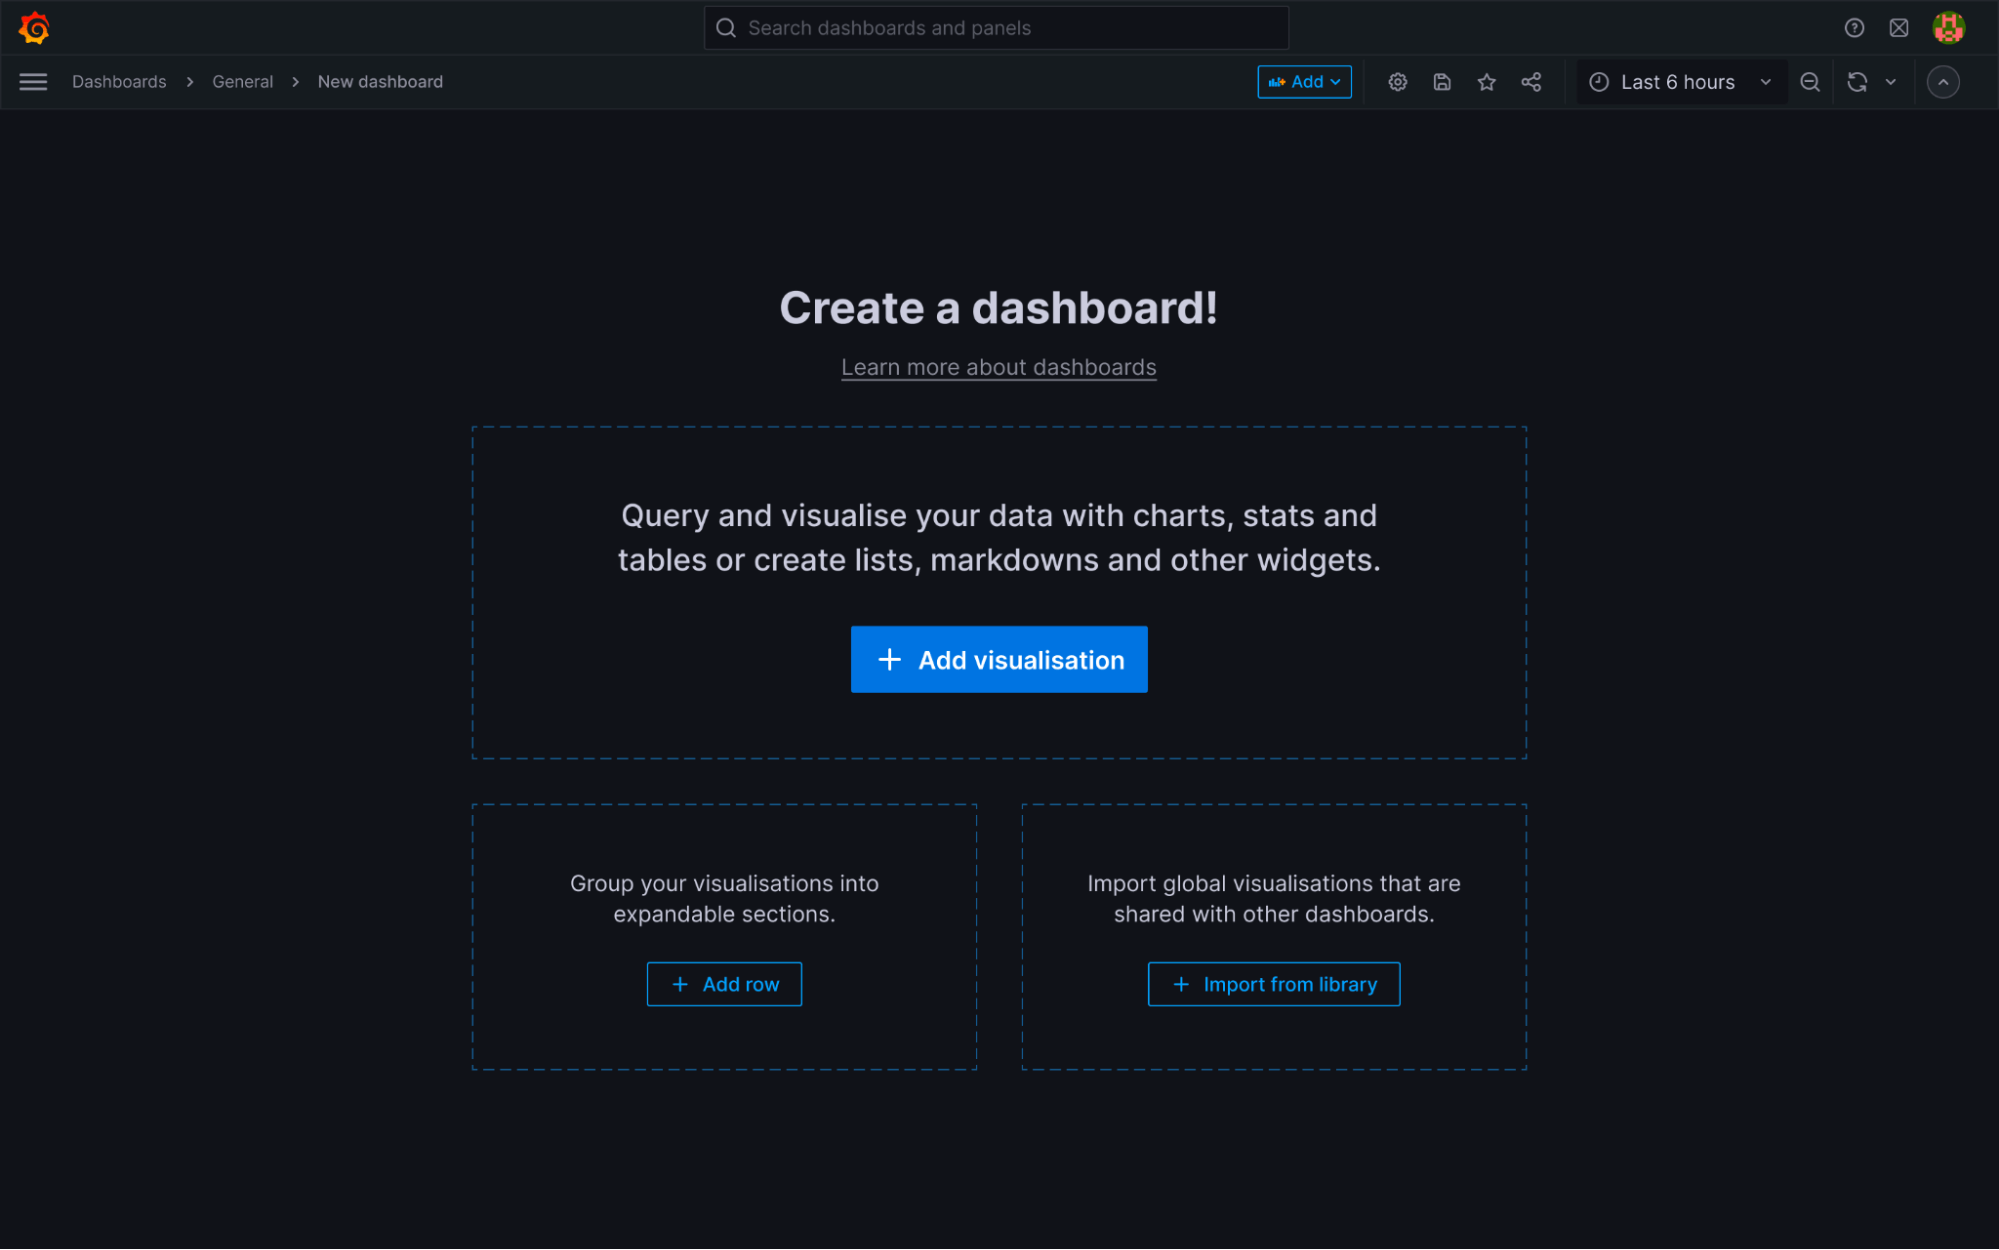 Search dashboards and panels
Dashboards
General
New dashboard
Add
Last 6 hours
Create a dashboard!
Learn more about dashboards
Query and visualise your data with charts, stats and
tables or create lists, markdowns and other widgets.
Add visualisation
Group your visualisations into
expandable sections.
Add row
Import global visualisations that are
shared with other dashboards.
Import from library